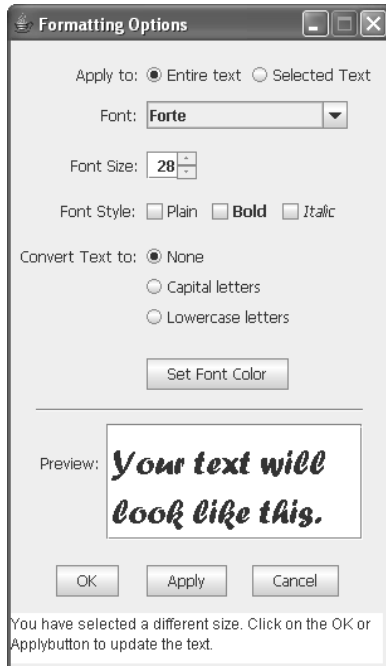 Formatting Options
Apply to: Entire text Selected Text
Font: Forte
Font Size: 28
Font Style: Plain Bold Italic
Convert Text to: None
Capital letters
Lowercase letters
Set Font Color
Preview: Your text will
look like this.
OK Apply Cancel
You have selected a different size. Click on the OK or
Applybutton to update the text.